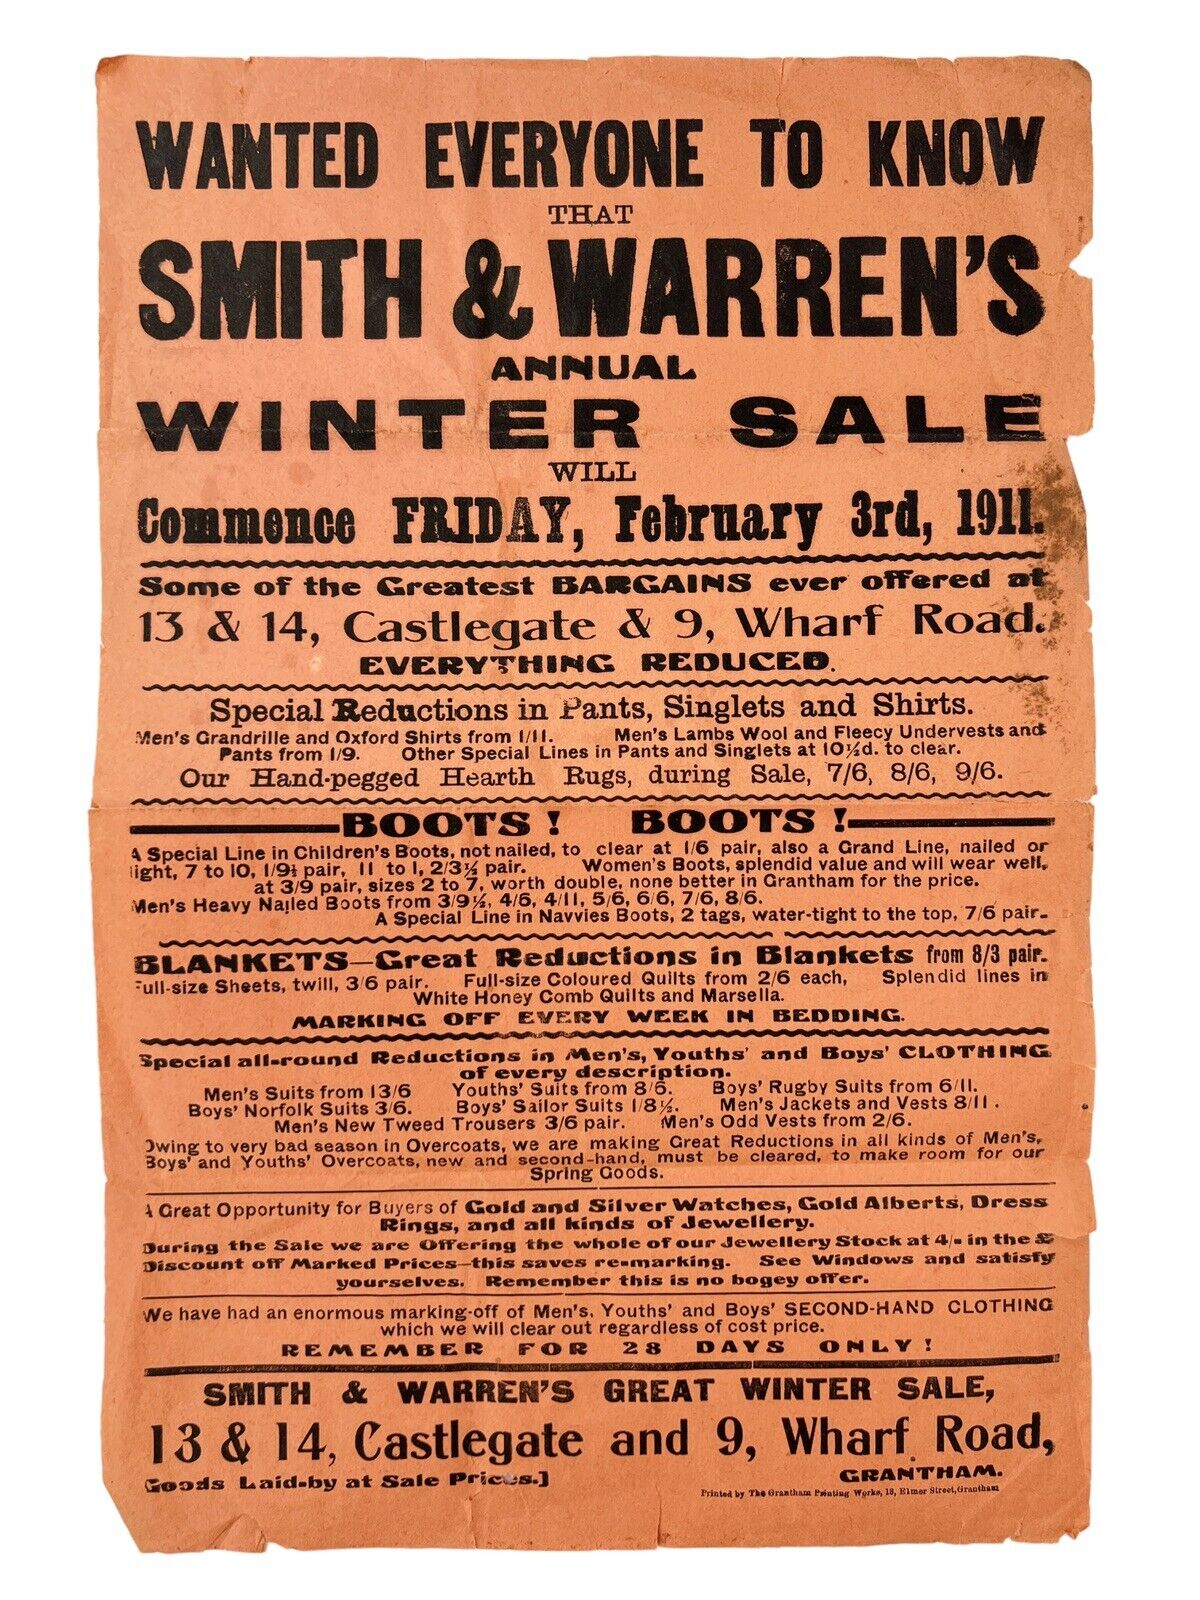 WANTED EVERYONE TO KNOW
THAT
SMITH & WARREN'S
ANNUAL
WINTER SALE
WILL
Commence FRIDAY, February 3rd, 1911.
Some of the Greatest BARGAINS ever offered at
13 & 14, Castlegate & 9, Wharf Road.
EVERYTHING REDUCED.
Special Reductions in Pants, Singlets and Shirts.
Men's Grandrille and Oxford Shirts from 1/11. Men's Lambs Wool and Fleecy Undervests and
Pants from 1/9. Other Special Lines in Pants and Singlets at 10½d. to clear.
Our Hand-pegged Hearth Rugs, during Sale, 7/6, 8/6, 9/6.
BOOTS! BOOTS!
A Special Line in Children's Boots, not nailed, to clear at 1/6 pair, also a Grand Line, nailed or
light, 7 to 10, 1/9½ pair, 11 to 1, 2/3½ pair. Women's Boots, splendid value and will wear well,
at 3/9 pair, sizes 2 to 7, worth double, none better in Grantham for the price.
Men's Heavy Nailed Boots from 3/9½, 4/6, 4/11, 5/6, 6/6, 7/6, 8/6.
A Special Line in Navvies Boots, 2 tags, water-tight to the top, 7/6 pair.
BLANKETS—Great Reductions in Blankets from 8/3 pair.
Full-size Sheets, twill, 3/6 pair. Full-size Coloured Quilts from 2/6 each, Splendid lines in
White Honey Comb Quilts and Marsella.
MARKING OFF EVERY WEEK IN BEDDING.
Special all-round Reductions in Men's, Youths' and Boys' CLOTHING
of every description.
Men's Suits from 13/6 Youths' Suits from 8/6. Boys' Rugby Suits from 6/11.
Boys' Norfolk Suits 3/6. Boys' Sailor Suits 1/8½. Men's Jackets and Vests 8/11.
Men's New Tweed Trousers 3/6 pair. Men's Odd Vests from 2/6.
Owing to very bad season in Overcoats, we are making Great Reductions in all kinds of Men's,
Boys' and Youths' Overcoats, new and second-hand, must be cleared, to make room for our
Spring Goods.
A Great Opportunity for Buyers of Gold and Silver Watches, Gold Alberts, Dress
Rings, and all kinds of Jewellery.
During the Sale we are Offering the whole of our Jewellery Stock at 4/- in the £
Discount off Marked Prices—this saves re-marking. See Windows and satisfy
yourselves. Remember this is no bogey offer.
We have had an enormous marking-off of Men's, Youths' and Boys' SECOND-HAND CLOTHING
which we will clear out regardless of cost price.
REMEMBER FOR 28 DAYS ONLY!
SMITH & WARREN'S GREAT WINTER SALE,
13 & 14, Castlegate and 9, Wharf Road,
GRANTHAM.
Goods Laid-by at Sale Prices.]
Printed by The Grantham Printing Works, 18, Elmer Street, Grantham